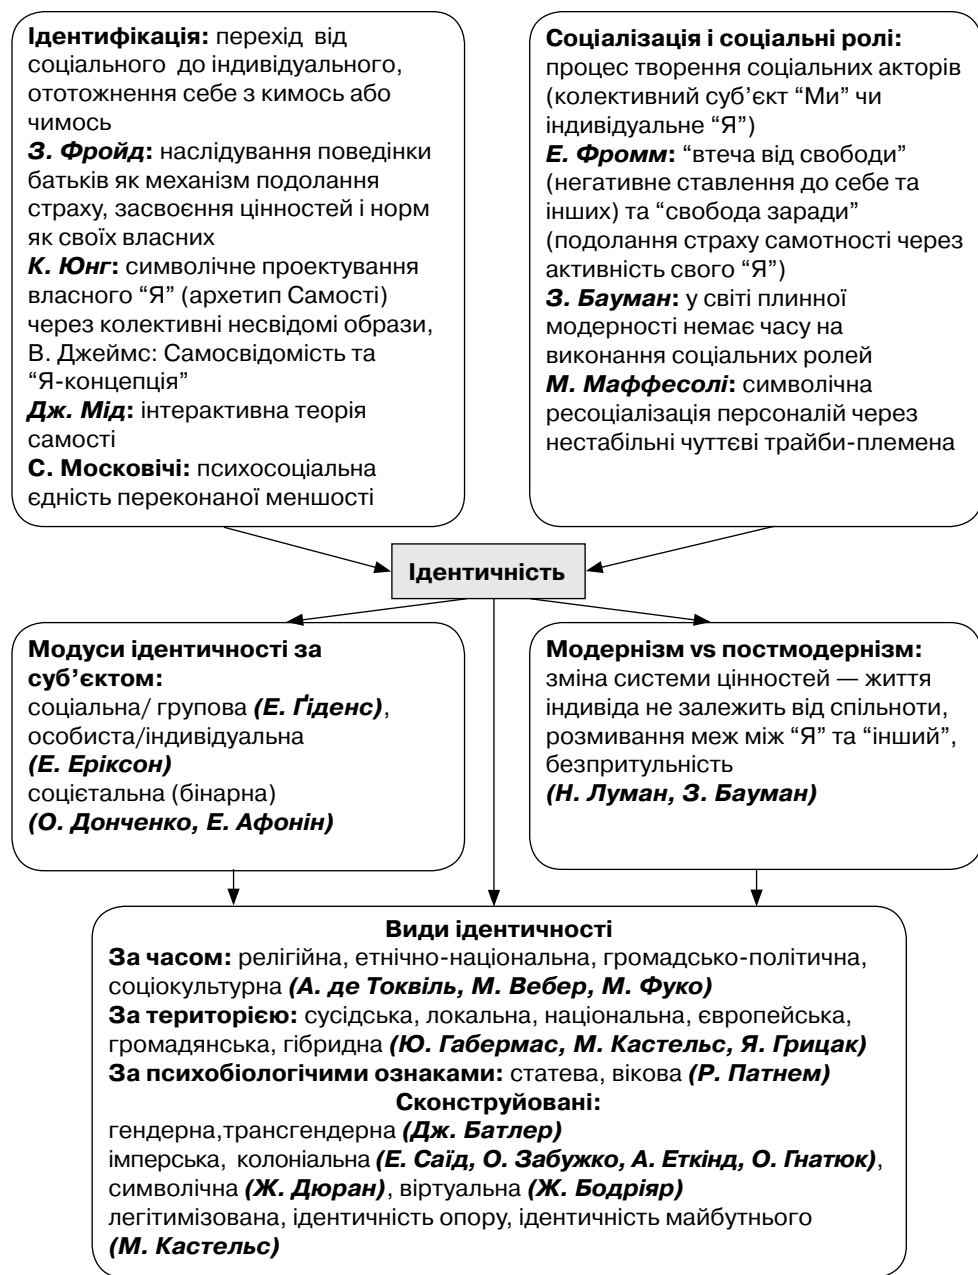 Ідентифікація: перехід від
соціального до індивідуального,
ототожнення себе з кимось або
чимось
З. Фройд: наслідування поведінки
батьків як механізм подолання
страху, засвоєння цінностей і норм
як своїх власних
К. Юнг: символічне проектування
власного “Я” (архетип Самості)
через колективні несвідомі образи,
В. Джеймс: Самосвідомість та
“Я-концепція”
Дж. Мід: інтерактивна теорія
самості
С. Московічі: психосоціальна
єдність переконаної меншості
Соціалізація і соціальні ролі:
процес творення соціальних акторів
(колективний суб’єкт “Ми” чи
індивідуальне “Я”)
Е. Фромм: “втеча від свободи”
(негативне ставлення до себе та
інших) та “свобода заради”
(подолання страху самотності через
активність свого “Я”)
З. Бауман: у світі плинної
модерності немає часу на
виконання соціальних ролей
М. Маффесолі: символічна
ресоціалізація персоналій через
нестабільні чуттєві трайби-племена
Ідентичність
Модуси ідентичності за
суб’єктом:
соціальна/ групова (Е. Ґіденс),
особиста/індивідуальна
(Е. Еріксон)
соцієтальна (бінарна)
(О. Донченко, Е. Афонін)
Модернізм vs постмодернізм:
зміна системи цінностей — життя
індивіда не залежить від спільноти,
розмивання меж між “Я” та “інший”,
безпритульність
(Н. Луман, З. Бауман)
Види ідентичності
За часом: релігійна, етнічно-національна, громадсько-політична,
соціокультурна (А. де Токвіль, М. Вебер, М. Фуко)
За територією: сусідська, локальна, національна, європейська,
громадянська, гібридна (Ю. Габермас, М. Кастельс, Я. Грицак)
За психобіологічими ознаками: статева, вікова (Р. Патнем)
Сконструйовані:
гендерна,трансгендерна (Дж. Батлер)
імперська, колоніальна (Е. Саїд, О. Забужко, А. Еткінд, О. Гнатюк),
символічна (Ж. Дюран), віртуальна (Ж. Бодріяр)
легітимізована, ідентичність опору, ідентичність майбутнього
(М. Кастельс)